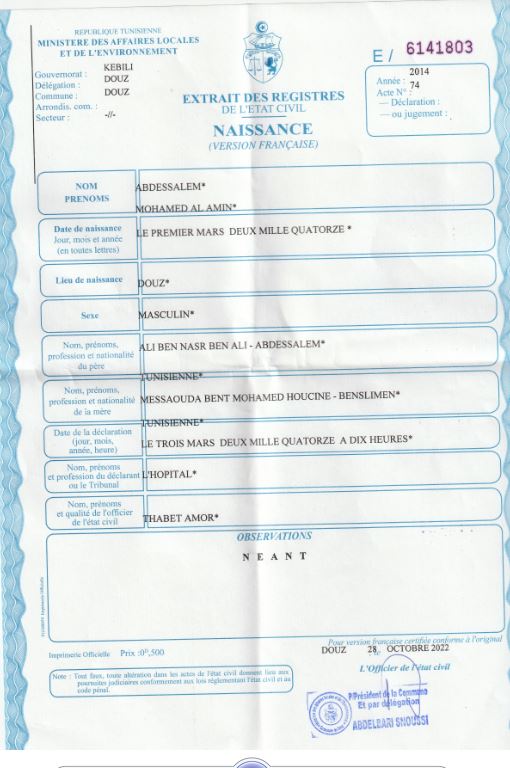 REPUBLIQUE TUNISIENNE
MINISTERE DES AFFAIRES LOCALES
ET DE L'ENVIRONNEMENT
Gouvernorat : KEBILI
Délégation : DOUZ
Commune : DOUZ
Arrondis. com. :
Secteur : -//-
EXTRAIT DES REGISTRES
DE L'ETAT CIVIL
NAISSANCE
(VERSION FRANÇAISE)
E / 6141803
Année : 2014
Acte N° : 74
— Déclaration :
— ou jugement :
NOM ABDESSALEM*
PRENOMS MOHAMED AL AMIN*
Date de naissance
Jour, mois et année
(en toutes lettres)
LE PREMIER MARS DEUX MILLE QUATORZE *
Lieu de naissance DOUZ*
Sexe MASCULIN*
Nom, prénoms,
profession et nationalité
du père
ALI BEN NASR BEN ALI - ABDESSALEM*
TUNISIENNE*
Nom, prénoms,
profession et nationalité
de la mère
MESSAOUDA BENT MOHAMED HOUCINE - BENSLIMEN*
TUNISIENNE*
Date de la déclaration
(jour, mois,
année, heure)
LE TROIS MARS DEUX MILLE QUATORZE A DIX HEURES*
Nom, prénoms
et profession du déclarant
ou le Tribunal
L'HOPITAL*
Nom, prénoms
et qualité de l'officier
de l'état civil
THABET AMOR*
OBSERVATIONS
N E A N T
Imprimerie Officielle Prix :0ᴰ,500
Pour version française certifiée conforme à l'original
DOUZ le 28 OCTOBRE 2022
L'Officier de l'état civil
Note : Tout faux, toute altération dans les actes de l'état civil donnent lieu aux
poursuites judiciaires conformement aux lois réglementant l'état civil et au
code pénal.
P/Président de la Commune
Et par délégation
ABDELBARI SNOUSSI